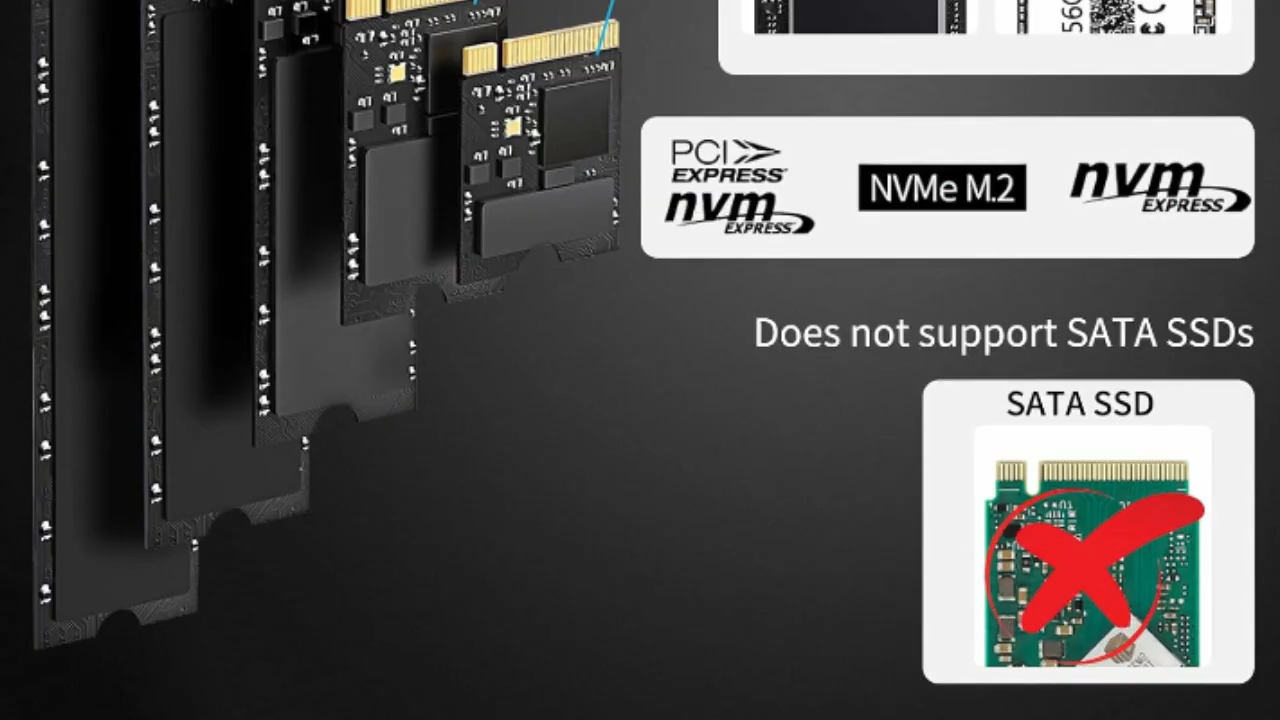 PCI
EXPRESS
nvm
EXPRESS
NVMe M.2
nvm
EXPRESS
Does not support SATA SSDs
SATA SSD